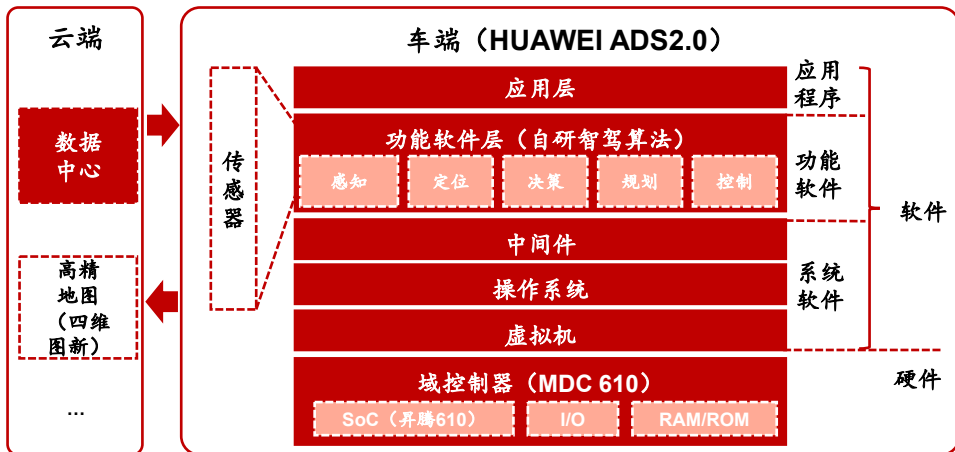 云端
数据
中心
高精
地图
（四维
图新）
...
车端（HUAWEI ADS2.0）
传
感
器
应用层
功能软件层（自研智驾算法）
感知
定位
决策
规划
控制
中间件
操作系统
虚拟机
域控制器（MDC 610）
SoC（昇腾610）
I/O
RAM/ROM
应用
程序
功能
软件
系统
软件
软件
硬件